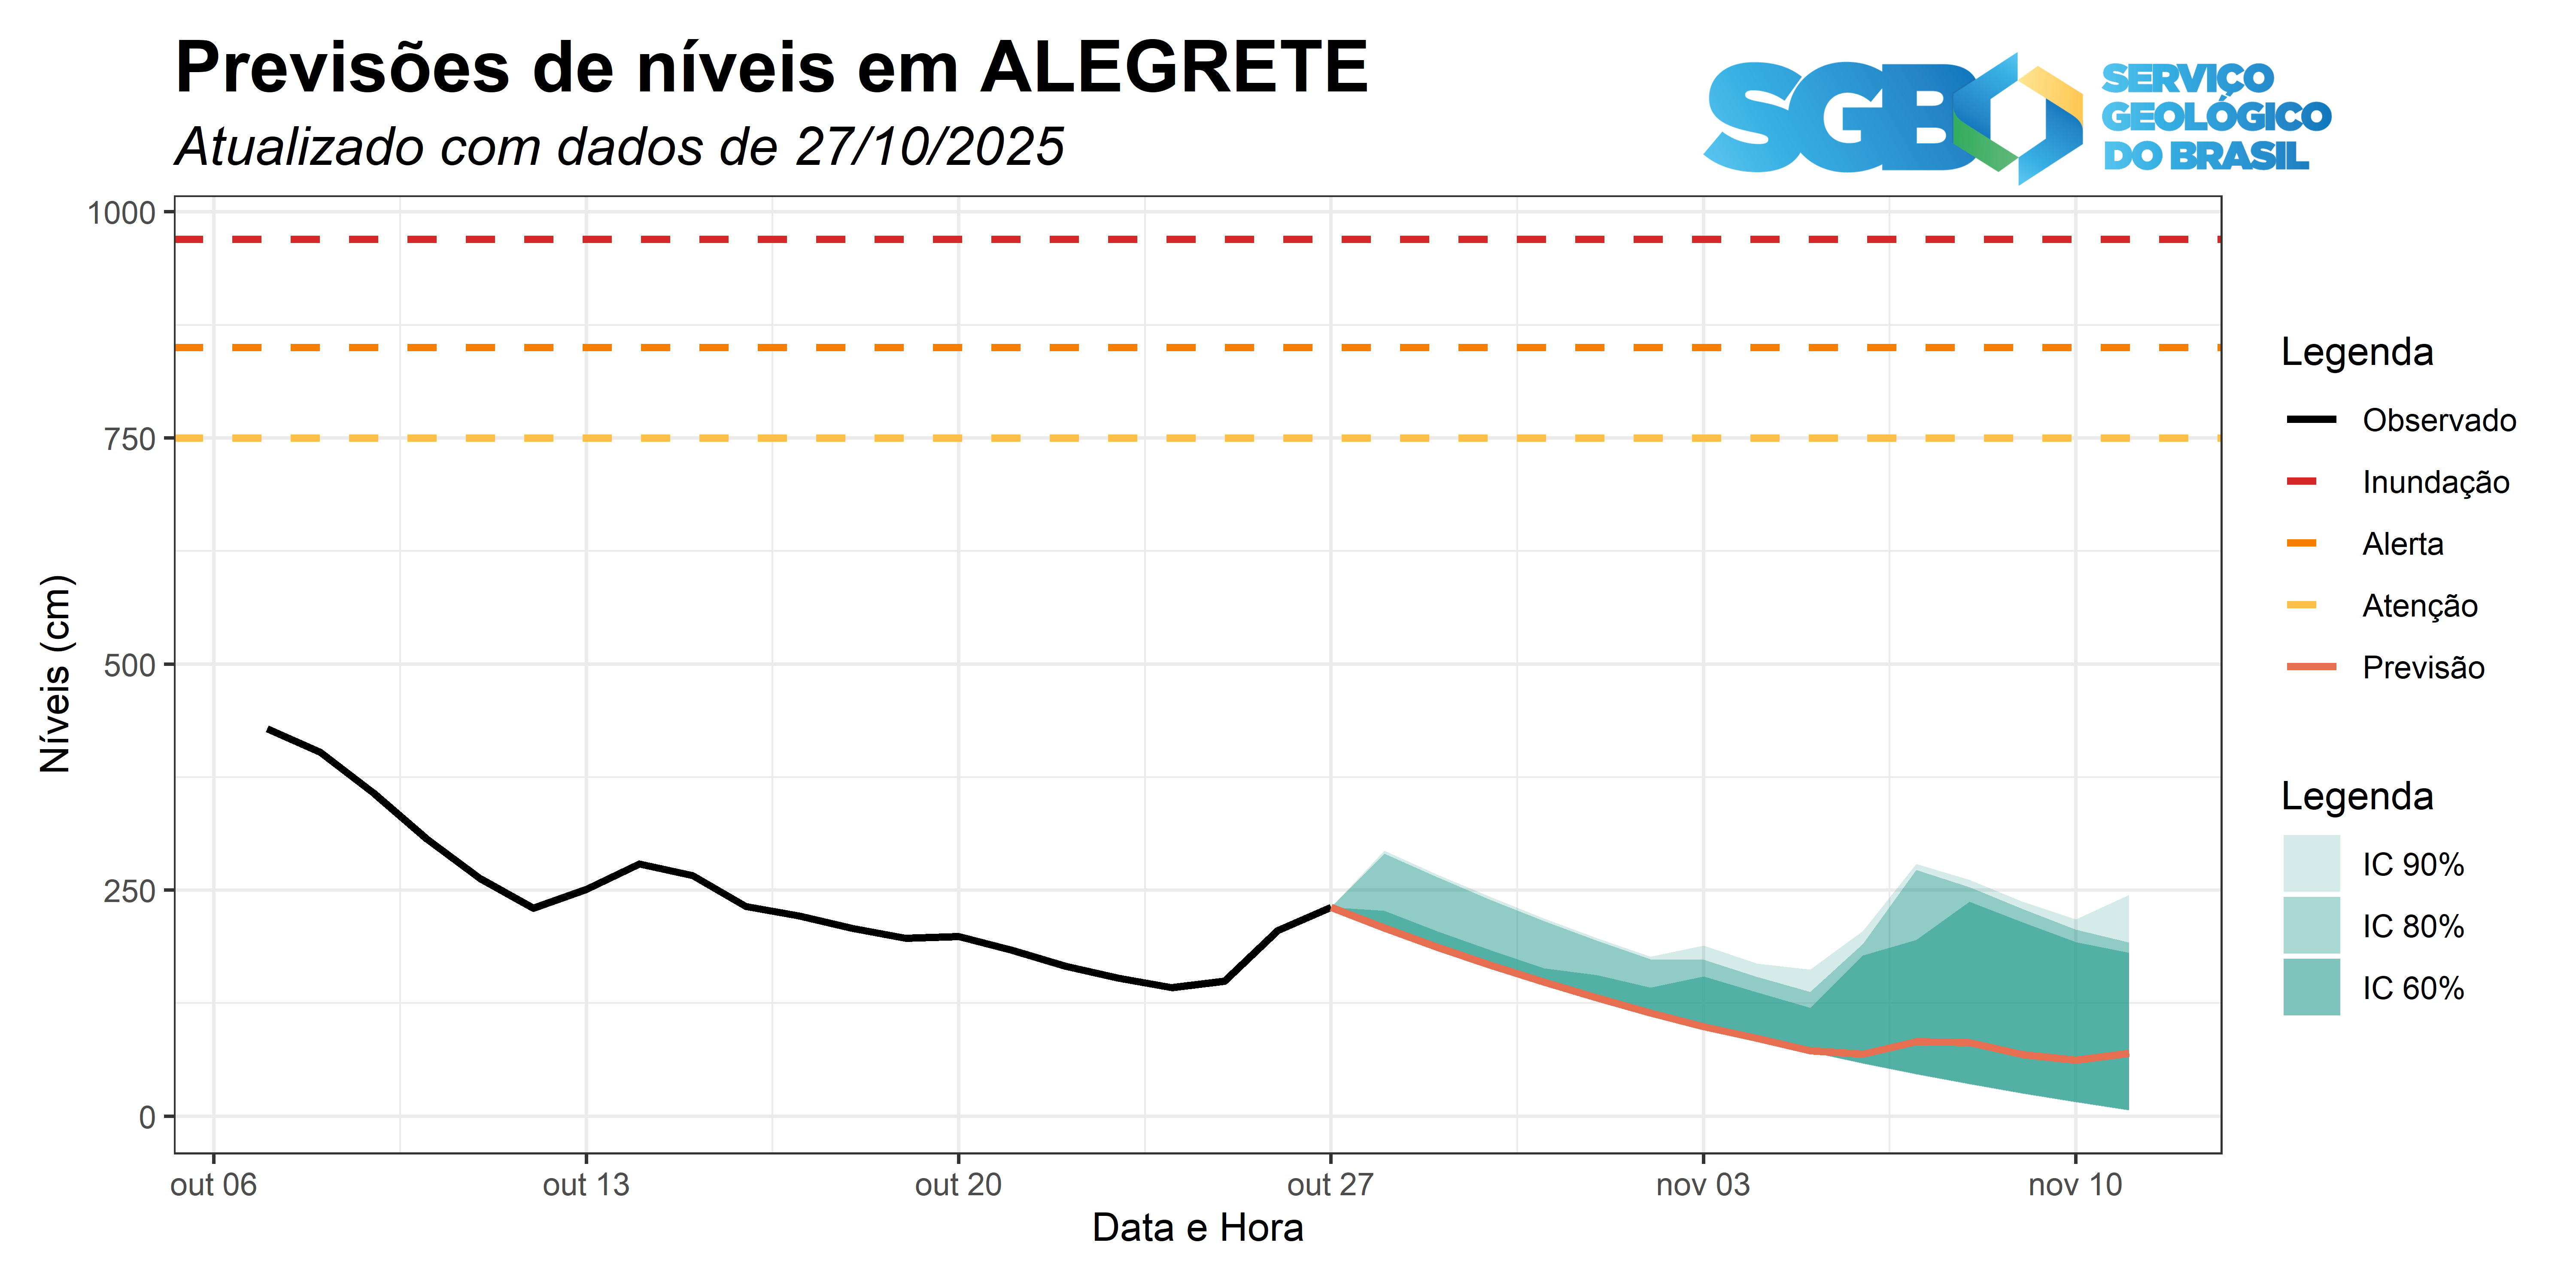 Previsões de níveis em ALEGRETE
Atualizado com dados de 27/10/2025
SGB
SERVIÇO
GEOLÓGICO
DO BRASIL
1000
750
500
250
0
Níveis (cm)
out 06
out 13
out 20
out 27
nov 03
nov 10
Data e Hora
Legenda
Observado
Inundação
Alerta
Atenção
Previsão
Legenda
IC 90%
IC 80%
IC 60%